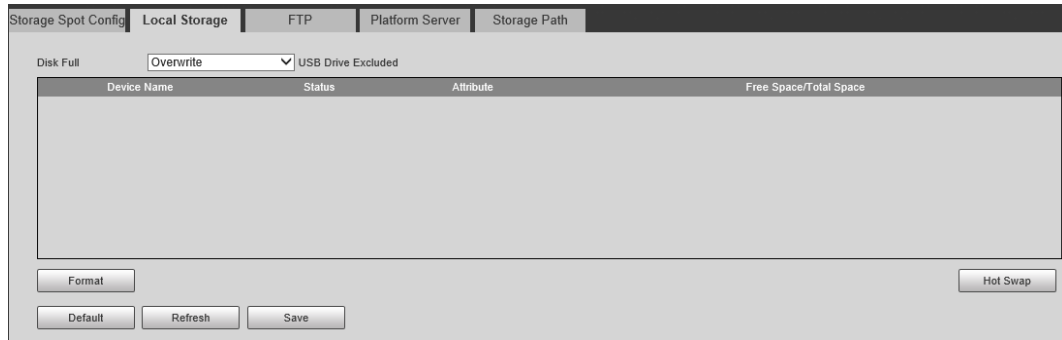 Storage Spot Config Local Storage FTP Platform Server Storage Path
Disk Full Overwrite USB Drive Excluded
Device Name Status Attribute Free Space/Total Space
Format Hot Swap
Default Refresh Save